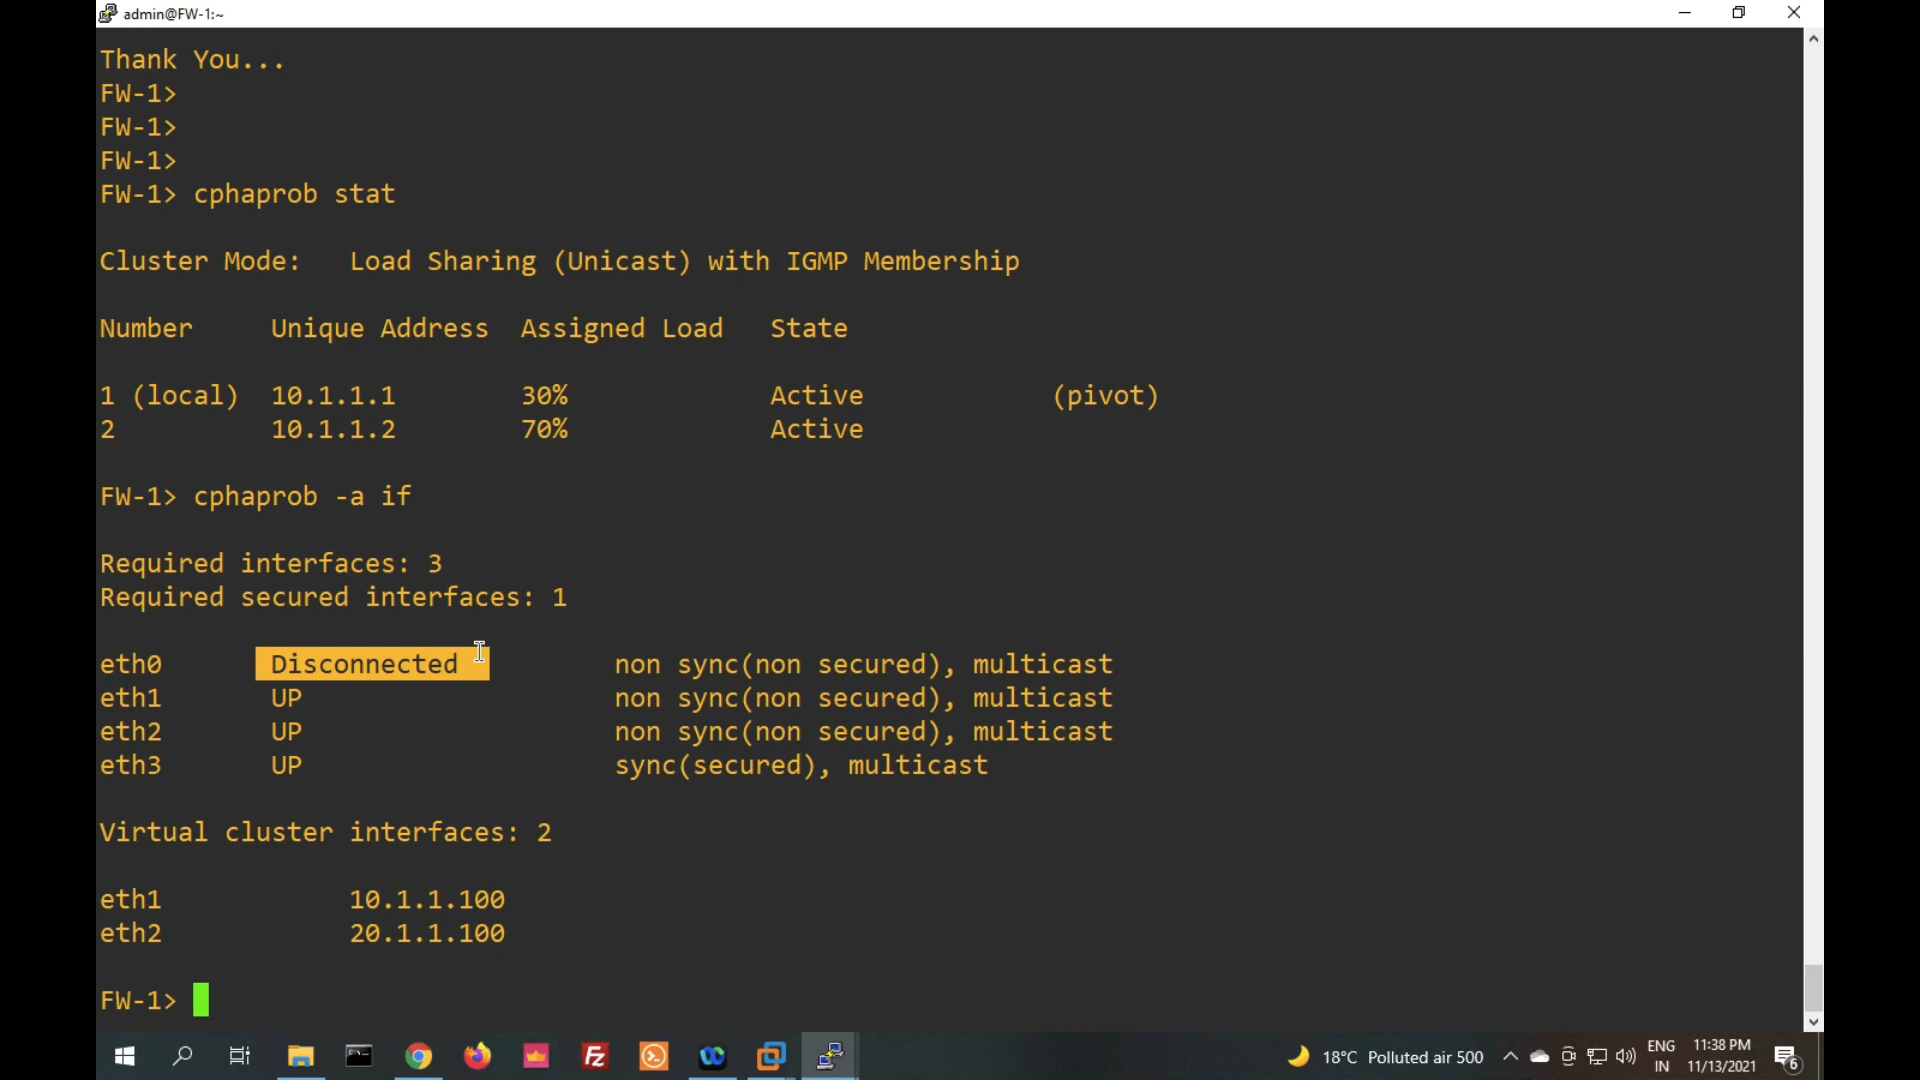 admin@FW-1:~
Thank You...
FW-1>
FW-1>
FW-1>
FW-1> cphaprob stat
Cluster Mode:   Load Sharing (Unicast) with IGMP Membership
Number     Unique Address  Assigned Load   State
1 (local)  10.1.1.1        30%             Active            (pivot)
2          10.1.1.2        70%             Active
FW-1> cphaprob -a if
Required interfaces: 3
Required secured interfaces: 1
eth0       Disconnected          non sync(non secured), multicast
eth1       UP                    non sync(non secured), multicast
eth2       UP                    non sync(non secured), multicast
eth3       UP                    sync(secured), multicast
Virtual cluster interfaces: 2
eth1            10.1.1.100
eth2            20.1.1.100
FW-1>
18°C Polluted air 500
ENG
IN
11:38 PM
11/13/2021
6